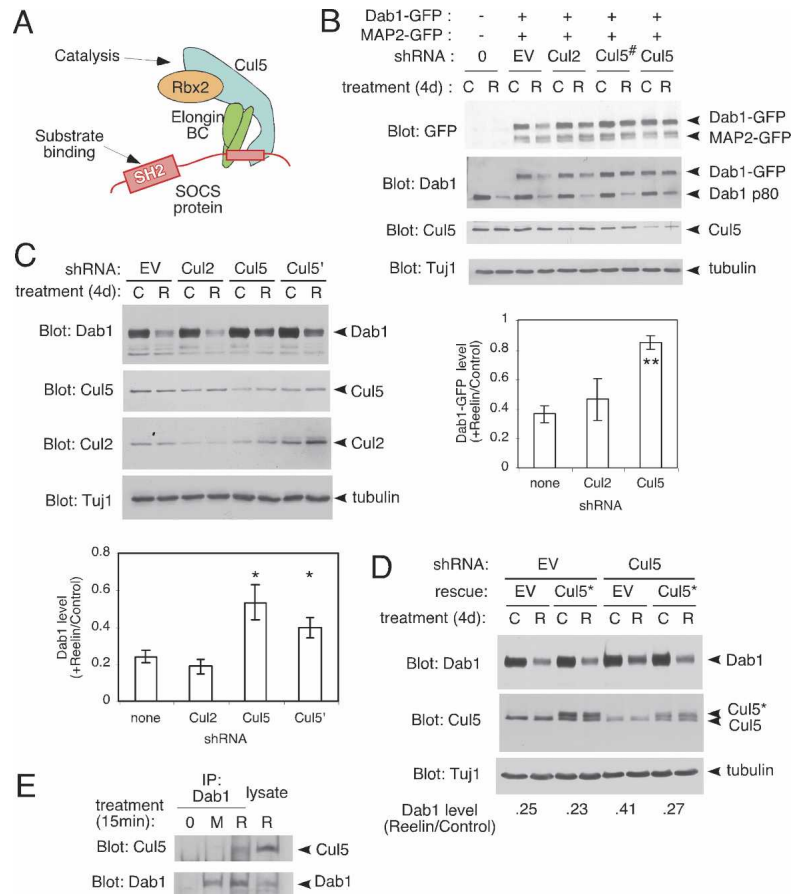 A
Catalysis
Cul5
Rbx2
Elongin
BC
Substrate
binding
SH2
SOCS
protein
B
Dab1-GFP : - + + + +
MAP2-GFP : - + + + +
shRNA : 0 EV Cul2 Cul5# Cul5
treatment (4d) : C R C R C R C R C R
Blot: GFP
Dab1-GFP
MAP2-GFP
Blot: Dab1
Dab1-GFP
Dab1 p80
Blot: Cul5
Cul5
Blot: Tuj1
tubulin
Dab1-GFP level
(+Reelin/Control)
1
0.8
0.6
0.4
0.2
0
**
none Cul2 Cul5
shRNA
C
shRNA: EV Cul2 Cul5 Cul5'
treatment (4d): C R C R C R C R
Blot: Dab1
Dab1
Blot: Cul5
Cul5
Blot: Cul2
Cul2
Blot: Tuj1
tubulin
Dab1 level
(+Reelin/Control)
0.8
0.6
0.4
0.2
0
* *
none Cul2 Cul5 Cul5'
shRNA
D
shRNA: EV Cul5
rescue: EV Cul5* EV Cul5*
treatment (4d): C R C R C R C R
Blot: Dab1
Dab1
Blot: Cul5
Cul5*
Cul5
Blot: Tuj1
tubulin
Dab1 level .25 .23 .41 .27
(Reelin/Control)
E
IP:
Dab1 lysate
treatment
(15min): 0 M R R
Blot: Cul5
Cul5
Blot: Dab1
Dab1